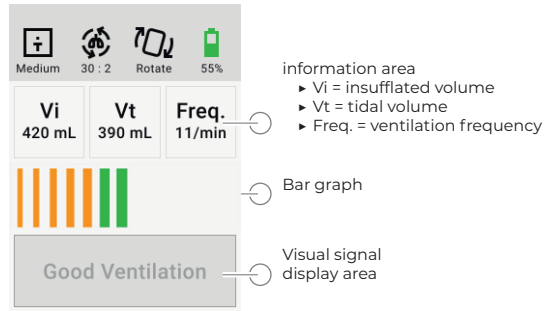 Medium 30 : 2 Rotate 55%
Vi Vt Freq.
420 mL 390 mL 11/min
Good Ventilation
information area
▸ Vi = insufflated volume
▸ Vt = tidal volume
▸ Freq. = ventilation frequency
Bar graph
Visual signal
display area